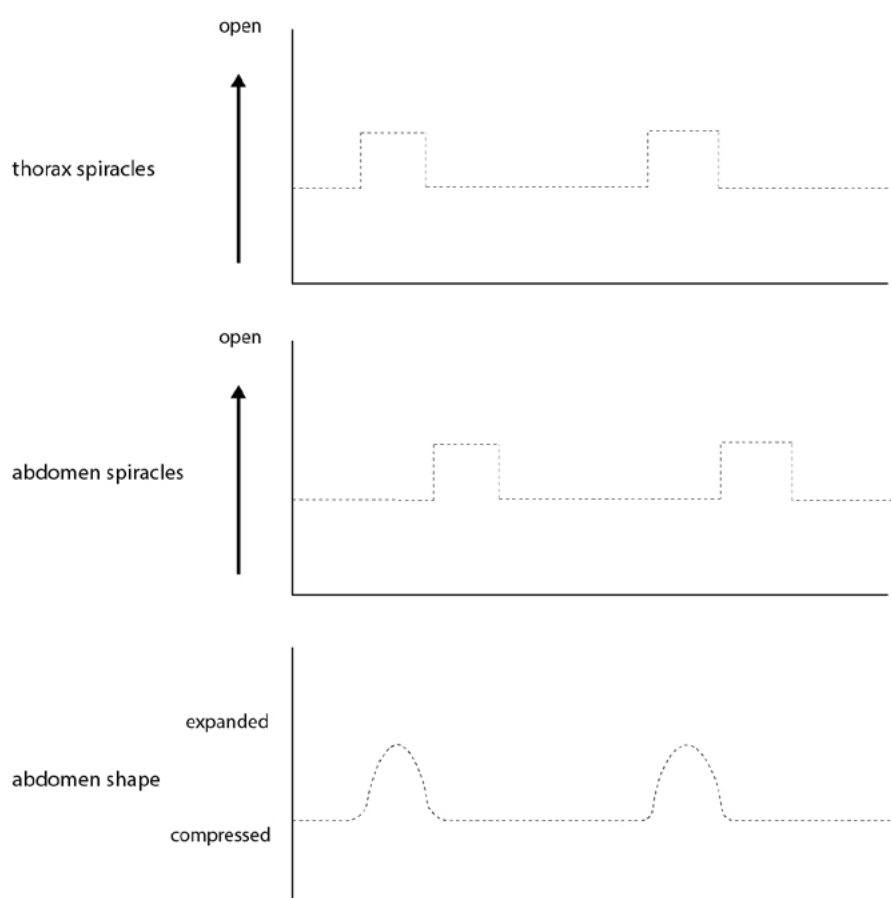 open
thorax spiracles
open
abdomen spiracles
expanded
abdomen shape
compressed